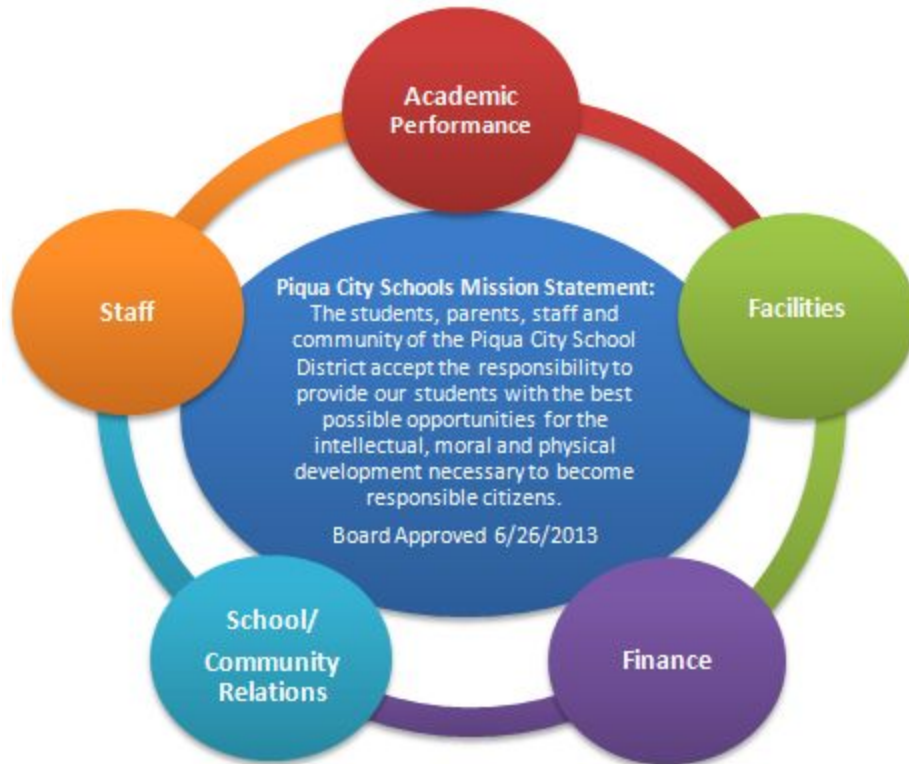 Academic
Performance
Staff
Facilities
Piqua City Schools Mission Statement:
The students, parents, staff and
community of the Piqua City School
District accept the responsibility to
provide our students with the best
possible opportunities for the
intellectual, moral and physical
development necessary to become
responsible citizens.
Board Approved 6/26/2013
School/
Community
Relations
Finance